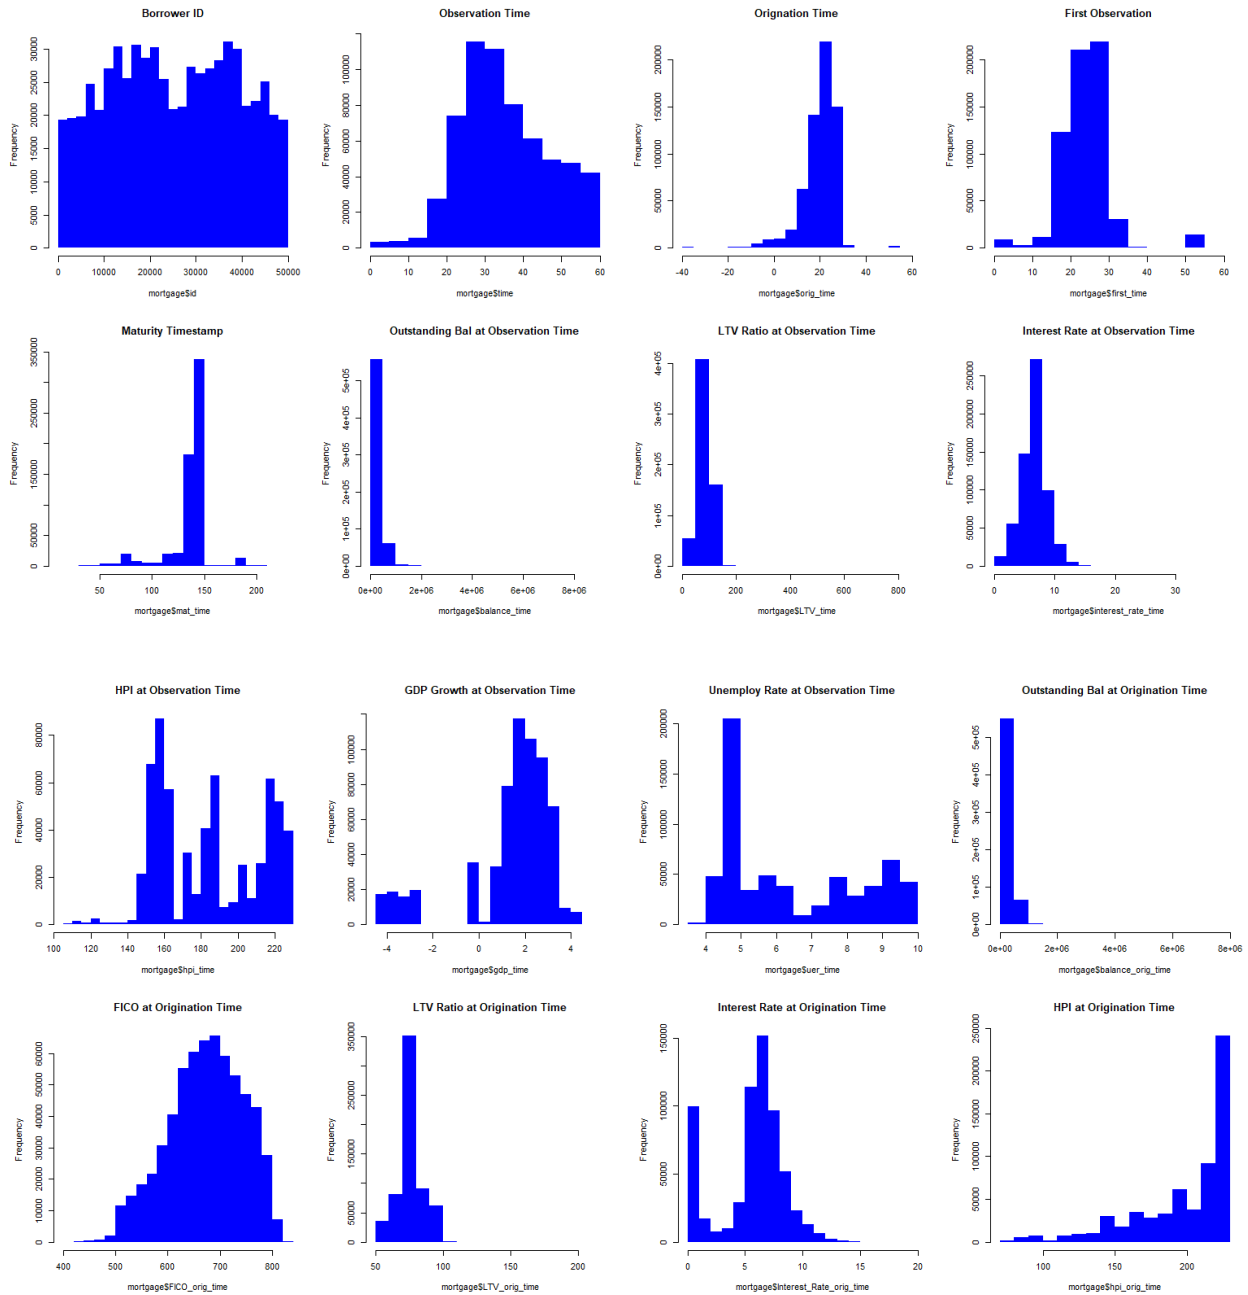 Borrower ID
Frequency
30000
25000
20000
15000
10000
5000
0
0 10000 20000 30000 40000 50000
mortgage$id
Observation Time
Frequency
100000
80000
60000
40000
20000
0
0 10 20 30 40 50 60
mortgage$time
Orignation Time
Frequency
200000
150000
100000
50000
0
-40 -20 0 20 40 60
mortgage$orig_time
First Observation
Frequency
200000
150000
100000
50000
0
0 10 20 30 40 50 60
mortgage$first_time
Maturity Timestamp
Frequency
350000
250000
150000
50000
0
50 100 150 200
mortgage$mat_time
Outstanding Bal at Observation Time
Frequency
5e+05
4e+05
3e+05
2e+05
1e+05
0e+00
0e+00 2e+06 4e+06 6e+06 8e+06
mortgage$balance_time
LTV Ratio at Observation Time
Frequency
4e+05
3e+05
2e+05
1e+05
0e+00
0 200 400 600 800
mortgage$LTV_time
Interest Rate at Observation Time
Frequency
250000
200000
150000
100000
50000
0
0 10 20 30
mortgage$interest_rate_time
HPI at Observation Time
Frequency
80000
60000
40000
20000
0
100 120 140 160 180 200 220
mortgage$hpi_time
GDP Growth at Observation Time
Frequency
100000
80000
60000
40000
20000
0
-4 -2 0 2 4
mortgage$gdp_time
Unemploy Rate at Observation Time
Frequency
200000
150000
100000
50000
0
4 5 6 7 8 9 10
mortgage$uer_time
Outstanding Bal at Origination Time
Frequency
5e+05
4e+05
3e+05
2e+05
1e+05
0e+00
0e+00 2e+06 4e+06 6e+06 8e+06
mortgage$balance_orig_time
FICO at Origination Time
Frequency
60000
50000
40000
30000
20000
10000
0
400 500 600 700 800
mortgage$FICO_orig_time
LTV Ratio at Origination Time
Frequency
350000
250000
150000
50000
0
50 100 150 200
mortgage$LTV_orig_time
Interest Rate at Origination Time
Frequency
150000
100000
50000
0
0 5 10 15 20
mortgage$Interest_Rate_orig_time
HPI at Origination Time
Frequency
250000
200000
150000
100000
50000
0
100 150 200
mortgage$hpi_orig_time